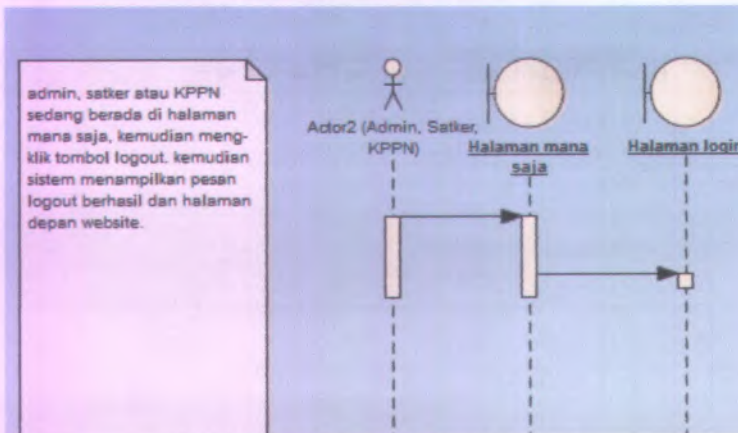 admin, satker atau KPPN
sedang berada di halaman
mana saja, kemudian meng-
klik tombol logout. kemudian
sistem menampilkan pesan
logout berhasil dan halaman
depan website.
Actor2 (Admin, Satker,
KPPN)
Halaman mana
saja
Halaman login